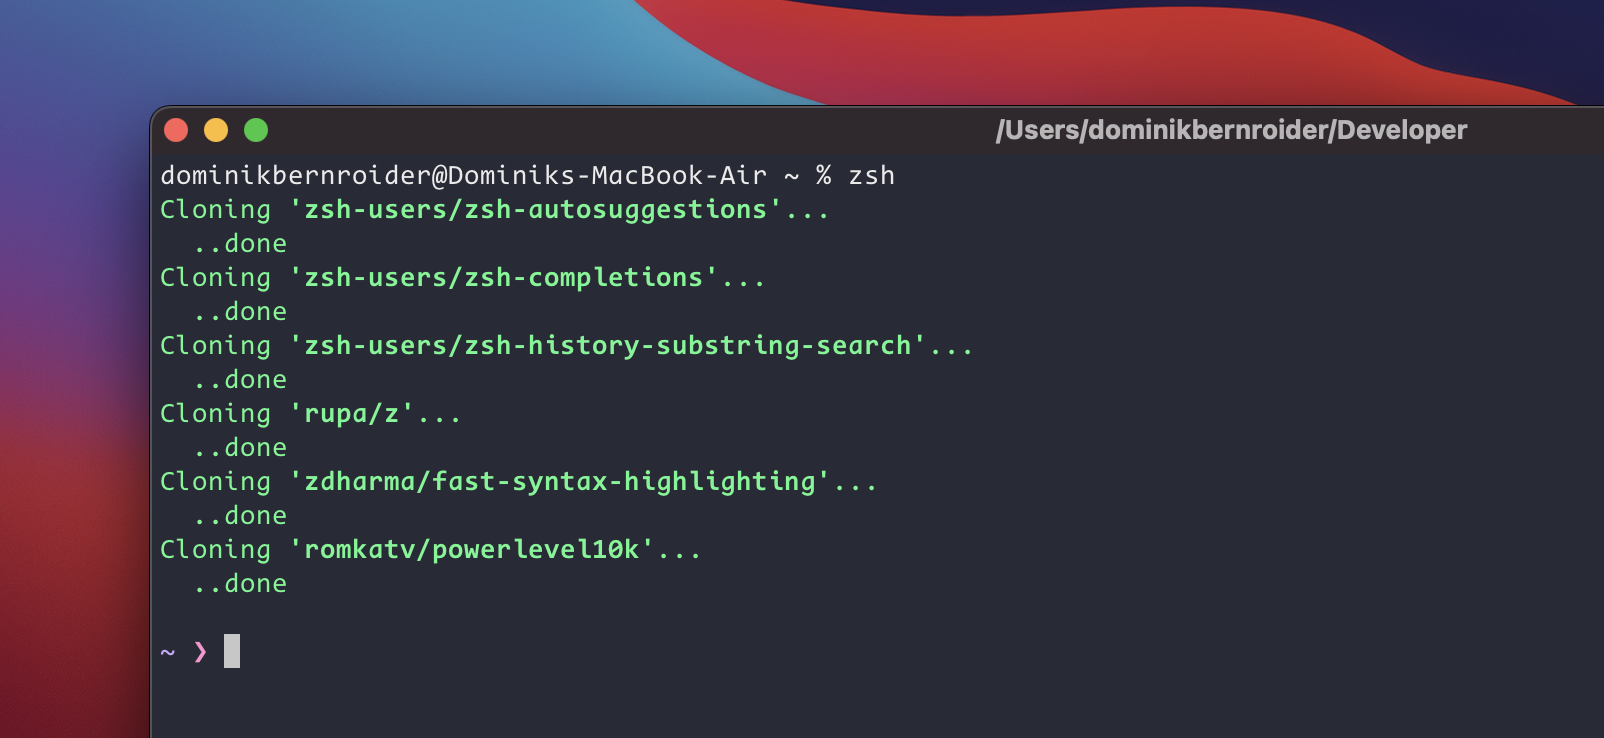 /Users/dominikbernroider/Developer
dominikbernroider@Dominiks-MacBook-Air ~ % zsh
Cloning 'zsh-users/zsh-autosuggestions'...
  ..done
Cloning 'zsh-users/zsh-completions'...
  ..done
Cloning 'zsh-users/zsh-history-substring-search'...
  ..done
Cloning 'rupa/z'...
  ..done
Cloning 'zdharma/fast-syntax-highlighting'...
  ..done
Cloning 'romkatv/powerlevel10k'...
  ..done
~ ❯